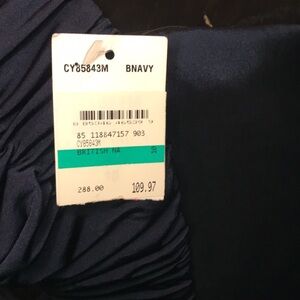 CY85843M BNAVY
85 118847157 903
CY85843M
BRITISH NA
288.00 109.97